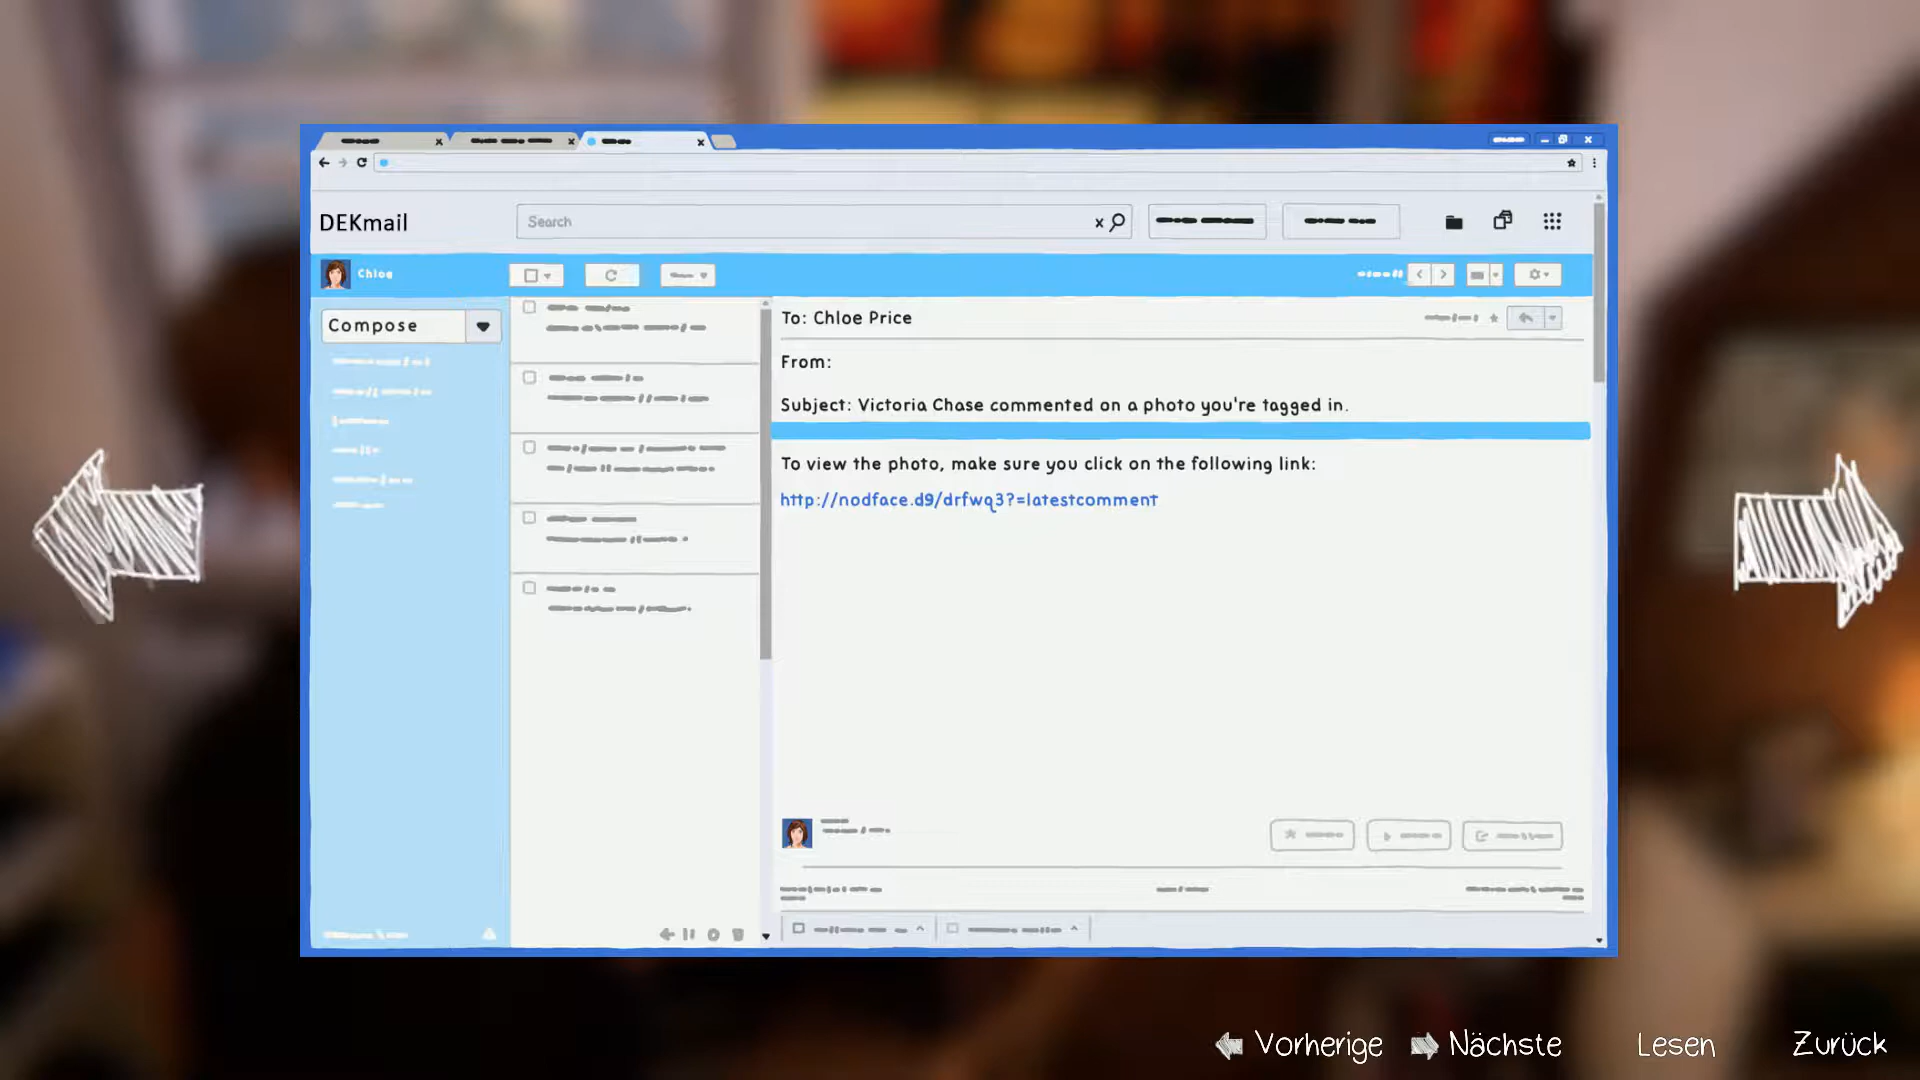 DEKmail
Search
Chloe
Compose
To: Chloe Price
From:
Subject: Victoria Chase commented on a photo you're tagged in.
To view the photo, make sure you click on the following link:
http://nodface.d9/drfwq3?=latestcomment
Vorherige
Nächste
Lesen
Zurück